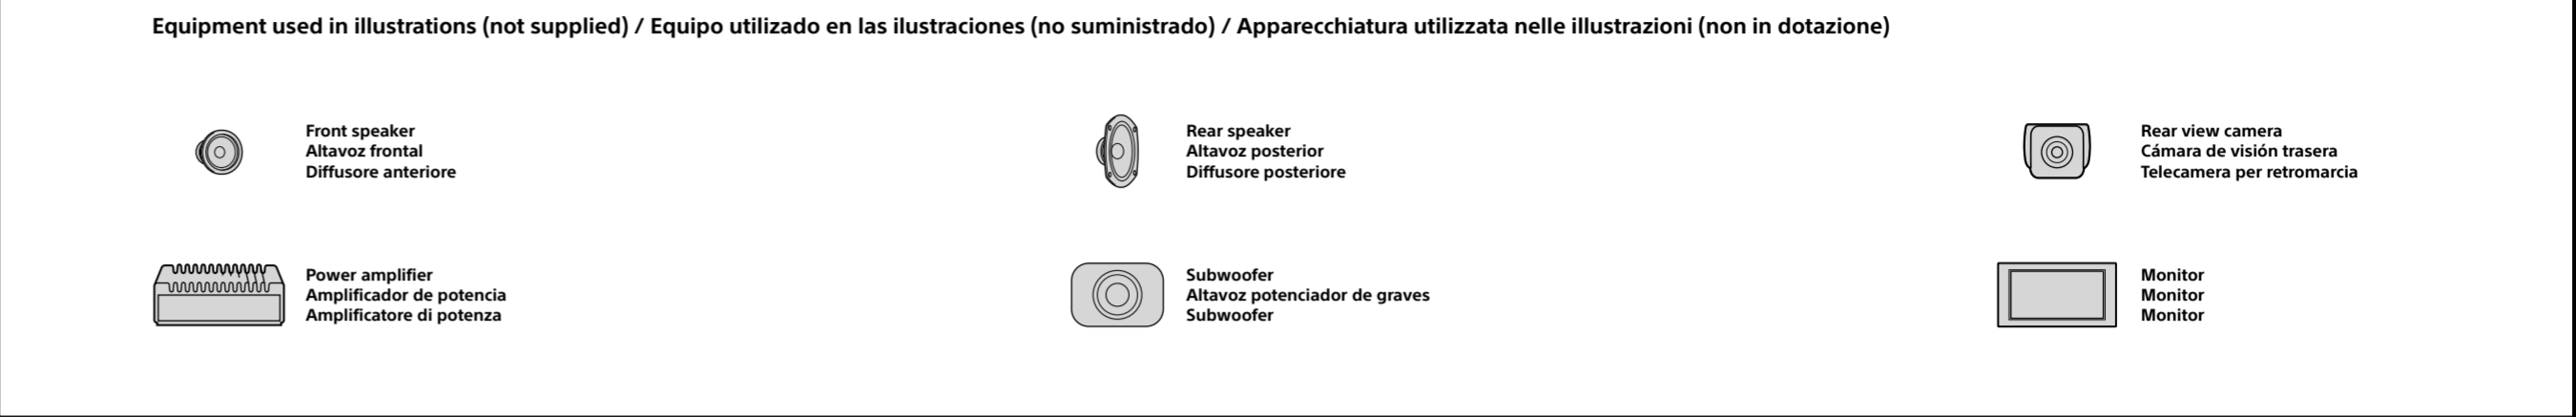 Equipment used in illustrations (not supplied) / Equipo utilizado en las ilustraciones (no suministrado) / Apparecchiatura utilizzata nelle illustrazioni (non in dotazione)
Front speaker
Altavoz frontal
Diffusore anteriore
Rear speaker
Altavoz posterior
Diffusore posteriore
Rear view camera
Cámara de visión trasera
Telecamera per retromarcia
Power amplifier
Amplificador de potencia
Amplificatore di potenza
Subwoofer
Altavoz potenciador de graves
Subwoofer
Monitor
Monitor
Monitor